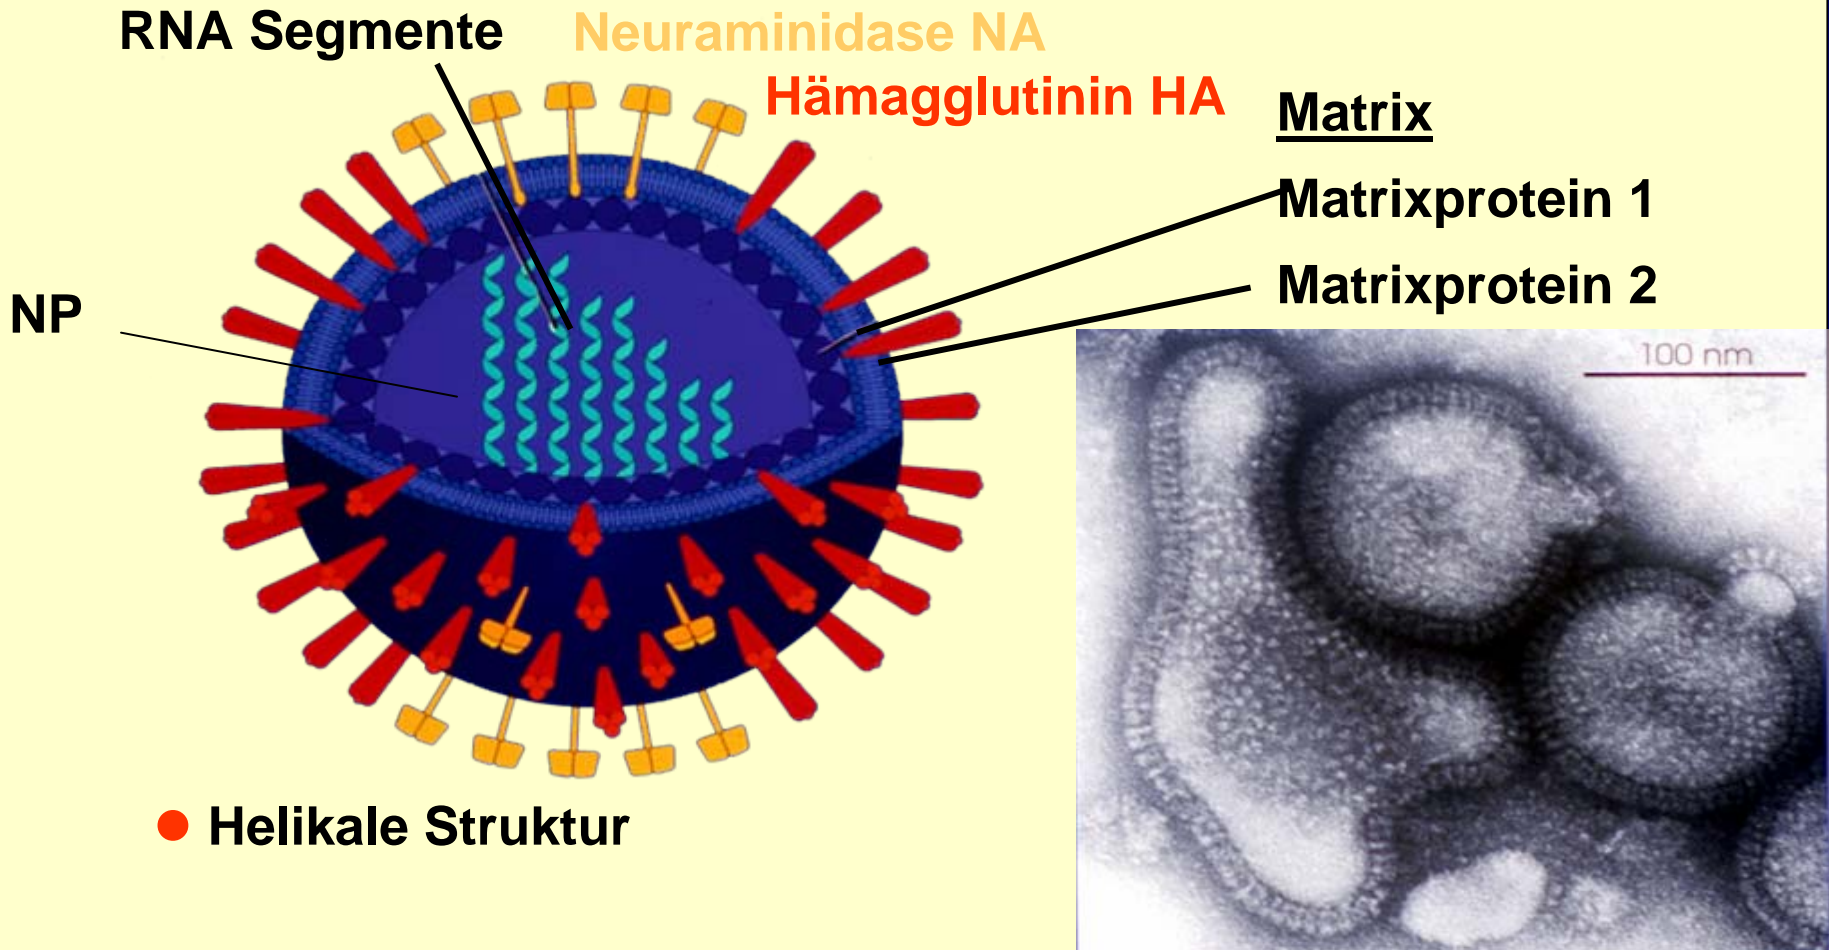 RNA Segmente
Neuraminidase NA
Hämagglutinin HA
Matrix
Matrixprotein 1
Matrixprotein 2
NP
100 nm
Helikale Struktur